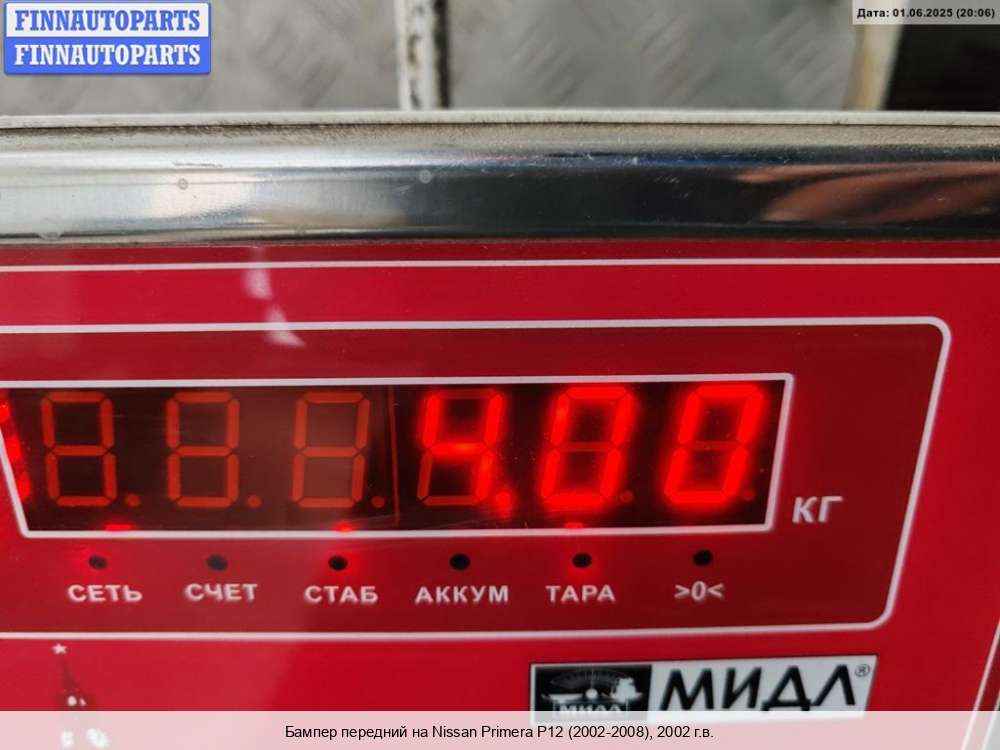 FINNAUTOPARTS
FINNAUTOPARTS
Дата: 01.06.2025 (20:06)
4.00
КГ
СЕТЬ СЧЕТ СТАБ АККУМ ТАРА >0<
МИДЛ МИДЛ®
Бампер передний на Nissan Primera P12 (2002-2008), 2002 г.в.